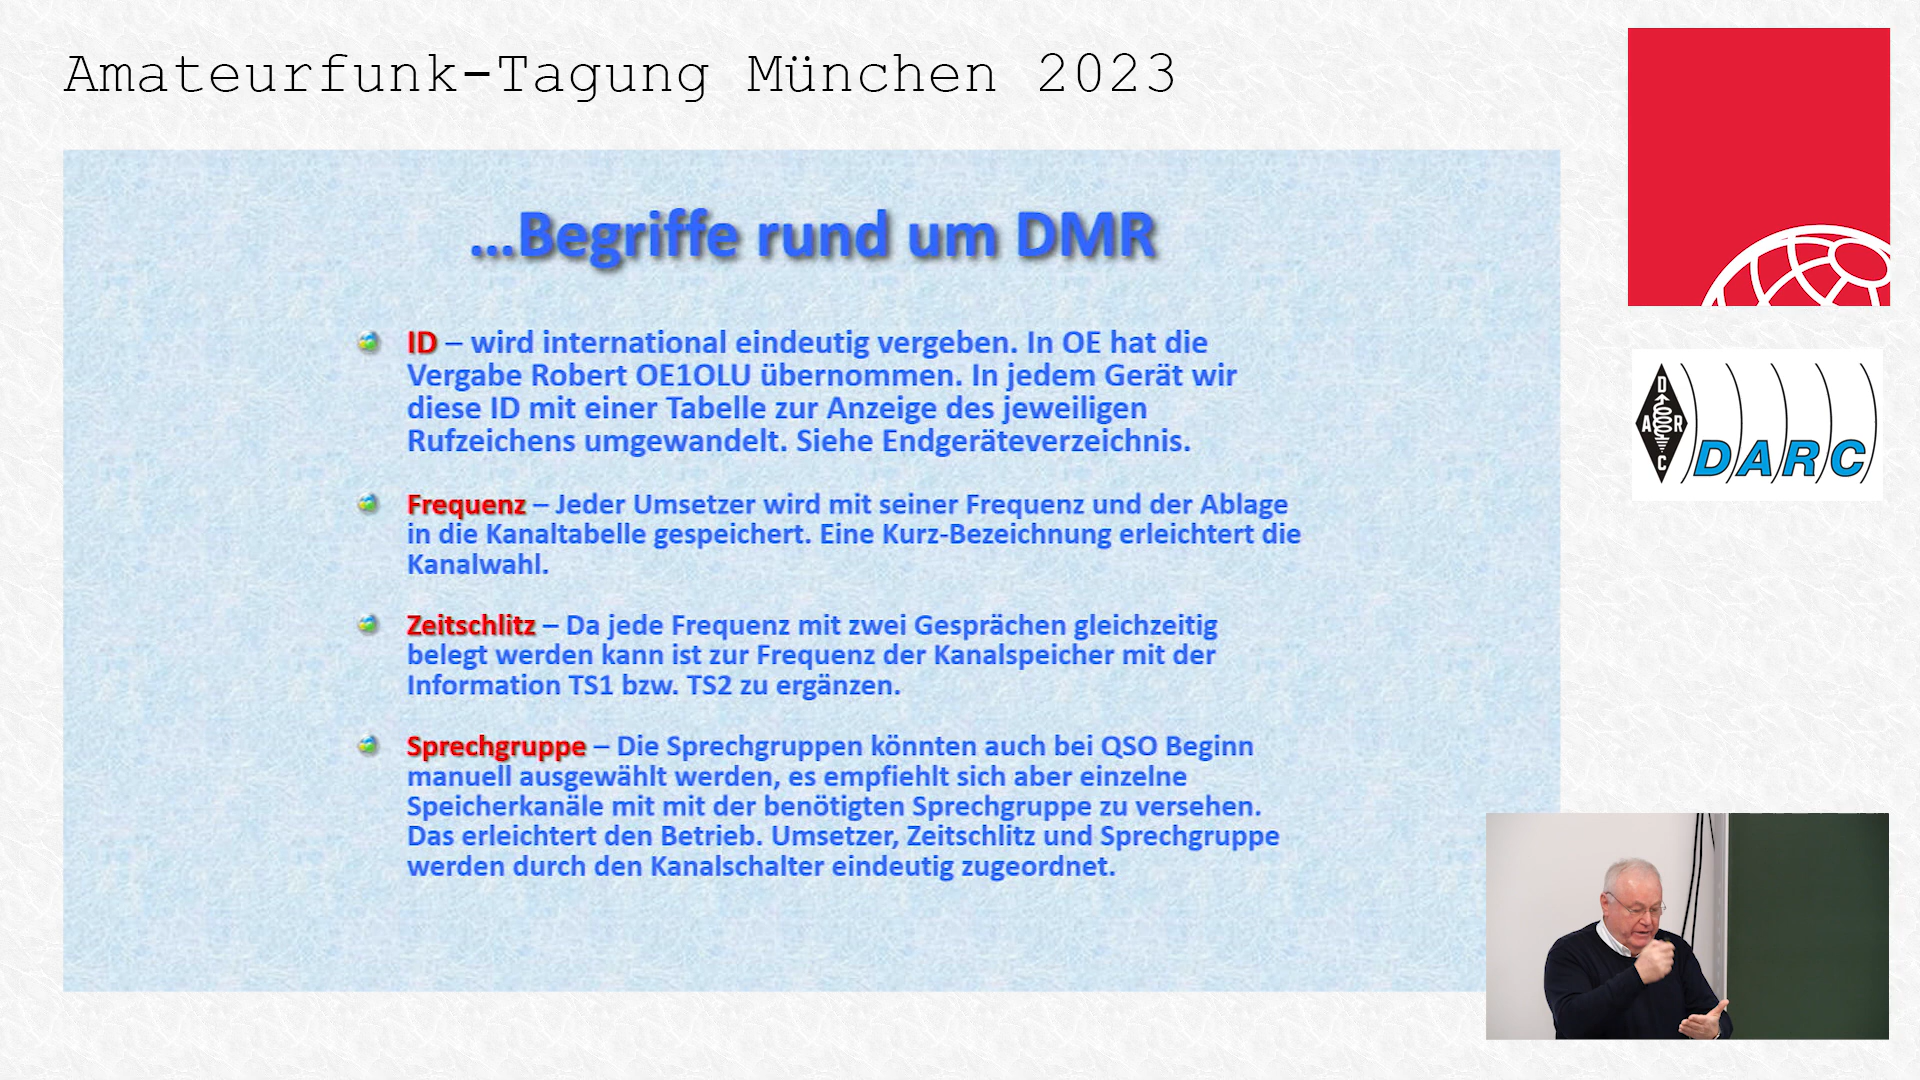 Amateurfunk-Tagung München 2023
...Begriffe rund um DMR
ID – wird international eindeutig vergeben. In OE hat die
Vergabe Robert OE1OLU übernommen. In jedem Gerät wir
diese ID mit einer Tabelle zur Anzeige des jeweiligen
Rufzeichens umgewandelt. Siehe Endgeräteverzeichnis.
Frequenz – Jeder Umsetzer wird mit seiner Frequenz und der Ablage
in die Kanaltabelle gespeichert. Eine Kurz-Bezeichnung erleichtert die
Kanalwahl.
Zeitschlitz – Da jede Frequenz mit zwei Gesprächen gleichzeitig
belegt werden kann ist zur Frequenz der Kanalspeicher mit der
Information TS1 bzw. TS2 zu ergänzen.
Sprechgruppe – Die Sprechgruppen könnten auch bei QSO Beginn
manuell ausgewählt werden, es empfiehlt sich aber einzelne
Speicherkanäle mit mit der benötigten Sprechgruppe zu versehen.
Das erleichtert den Betrieb. Umsetzer, Zeitschlitz und Sprechgruppe
werden durch den Kanalschalter eindeutig zugeordnet.
D
A R
C
DARC